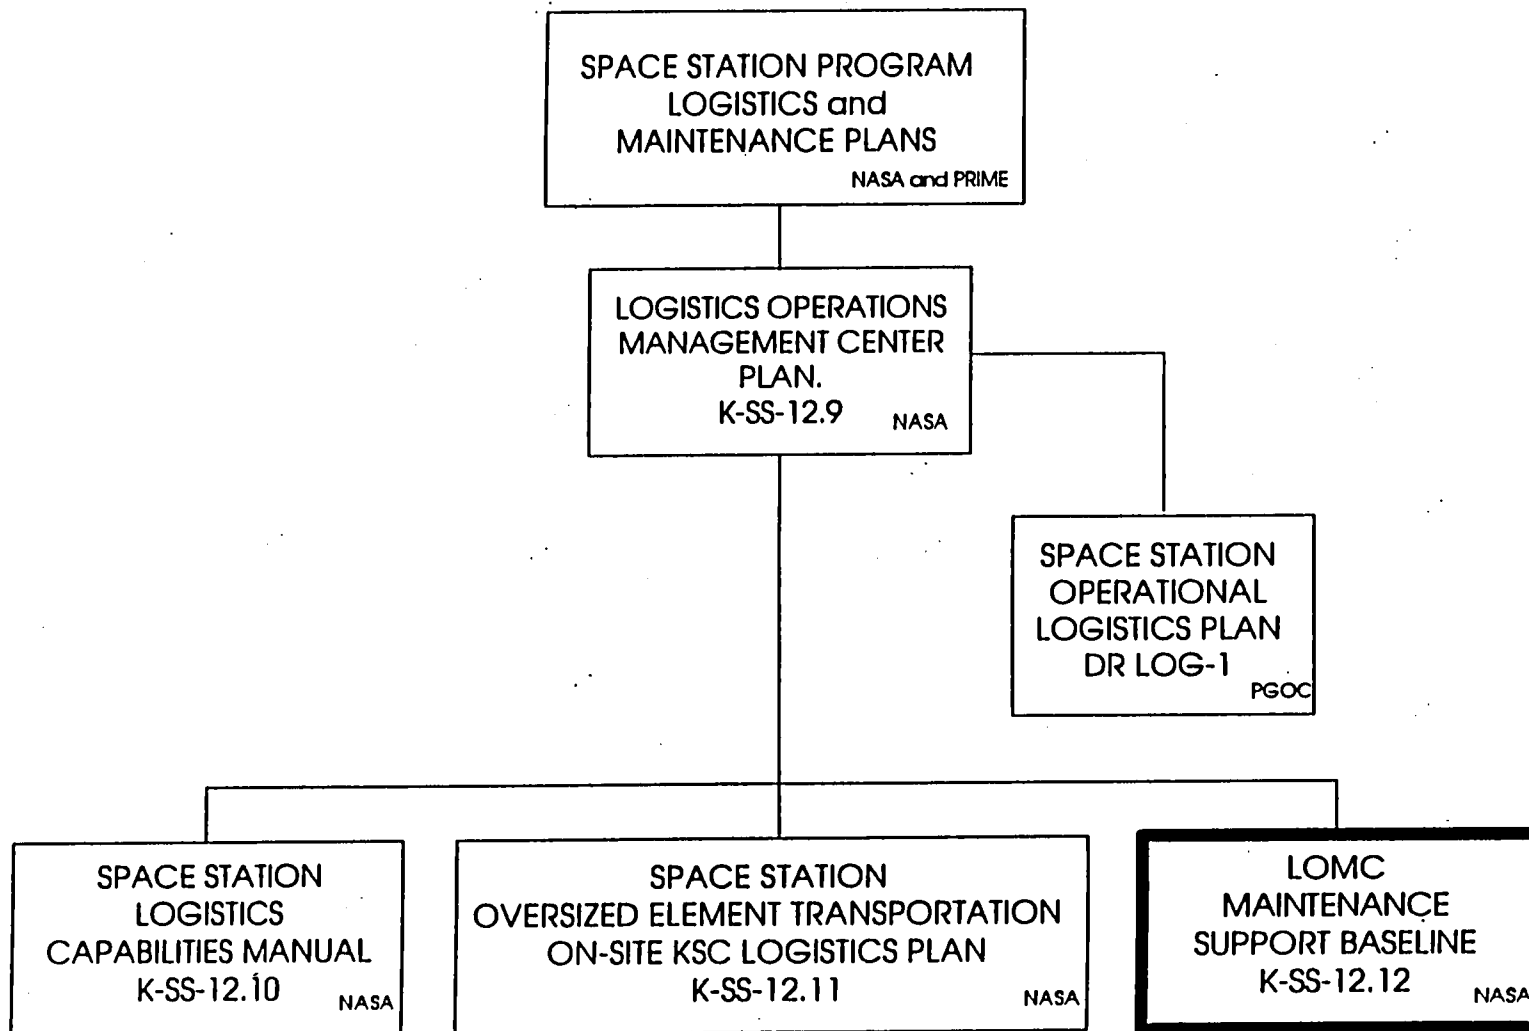 SPACE STATION PROGRAM
LOGISTICS and
MAINTENANCE PLANS
NASA and PRIME
LOGISTICS OPERATIONS
MANAGEMENT CENTER
PLAN.
K-SS-12.9 NASA
SPACE STATION
OPERATIONAL
LOGISTICS PLAN
DR LOG-1
PGOC
SPACE STATION
LOGISTICS
CAPABILITIES MANUAL
K-SS-12.10 NASA
SPACE STATION
OVERSIZED ELEMENT TRANSPORTATION
ON-SITE KSC LOGISTICS PLAN
K-SS-12.11 NASA
LOMC
MAINTENANCE
SUPPORT BASELINE
K-SS-12.12 NASA